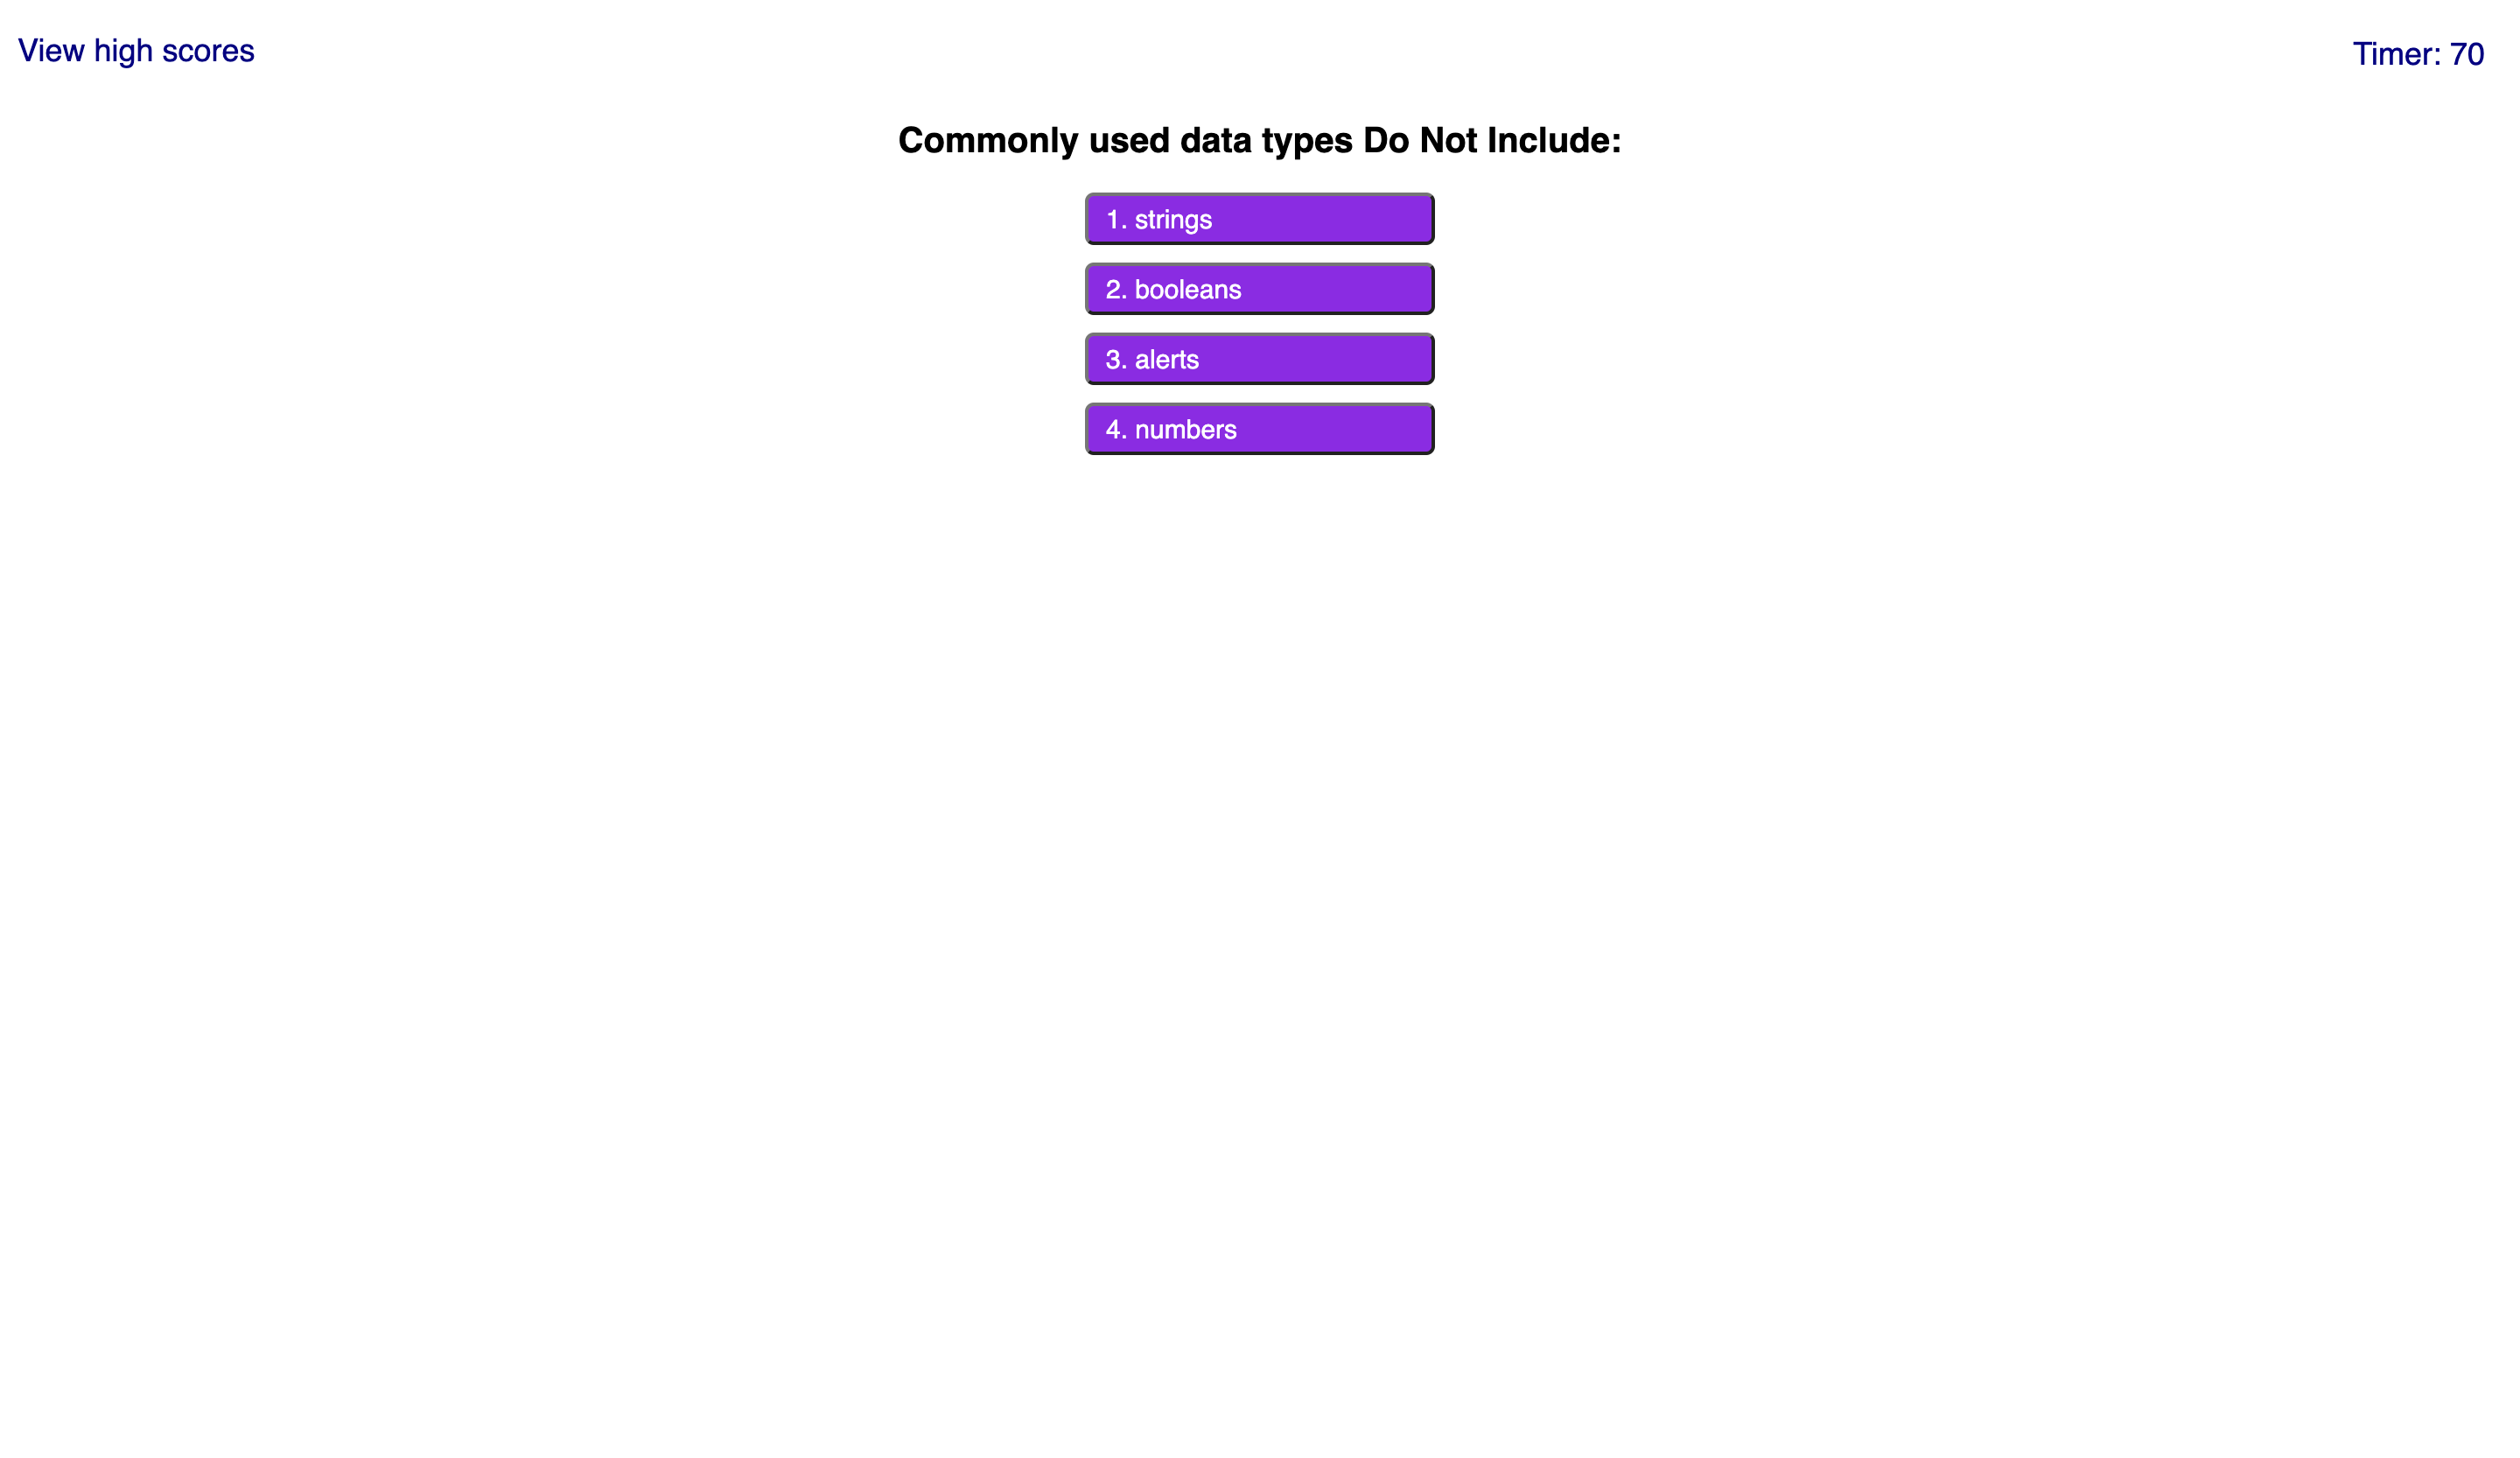 View high scores
Timer: 70
Commonly used data types Do Not Include:
1. strings
2. booleans
3. alerts
4. numbers